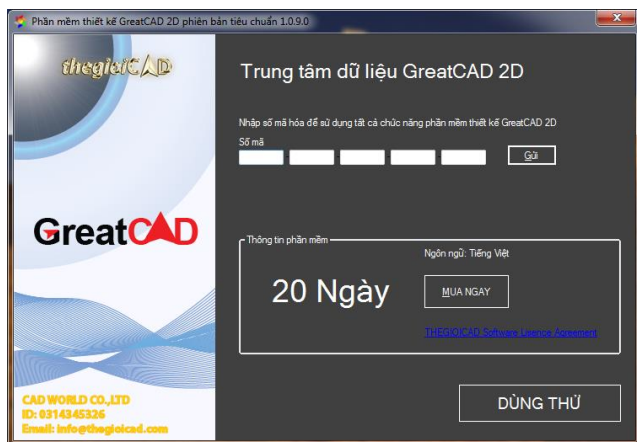 Phần mềm thiết kế GreatCAD 2D phiên bản tiêu chuẩn 1.0.9.0
thegioiCAD
Trung tâm dữ liệu GreatCAD 2D
Nhập số mã hóa để sử dụng tất cả chức năng phần mềm thiết kế GreatCAD 2D
Số mã
Gửi
GreatCAD
Thông tin phần mềm
Ngôn ngữ: Tiếng Việt
20 Ngày
MUA NGAY
THEGIOICAD Software Lisence Agreement
CAD WORLD CO.,LTD
ID: 0314345326
Email: info@thegioicad.com
DÙNG THỬ